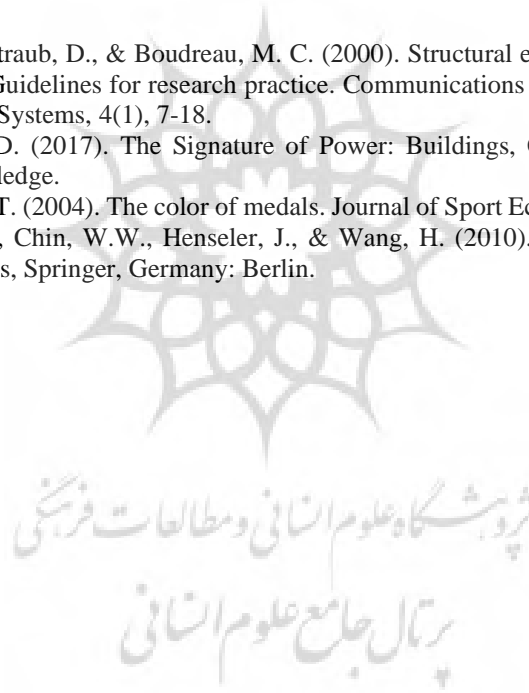 traub, D., & Boudreau, M. C. (2000). Structural e
Guidelines for research practice. Communications
Systems, 4(1), 7-18.
D. (2017). The Signature of Power: Buildings,
ledge.
T. (2004). The color of medals. Journal of Sport Ec
, Chin, W.W., Henseler, J., & Wang, H. (2010).
s, Springer, Germany: Berlin.
پژوهشگاه علوم انسانی و مطالعات فرهنگی
پرتال جامع علوم انسانی